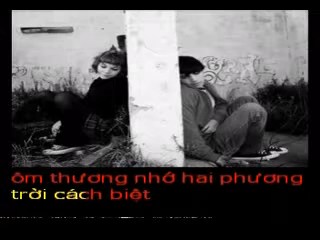 ôm thương nhớ hai phương
trời cách biệt